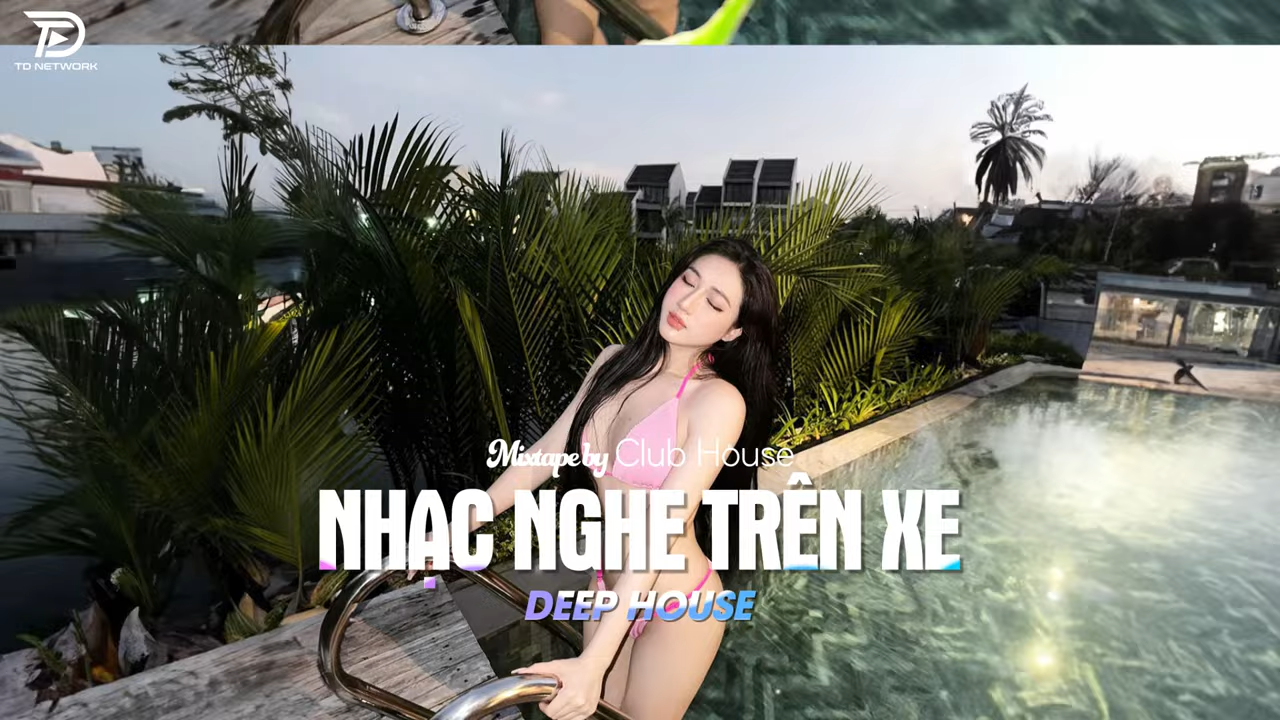 TD NETWORK
Mixtape by Club House
NHẠC NGHE TRÊN XE
DEEP HOUSE